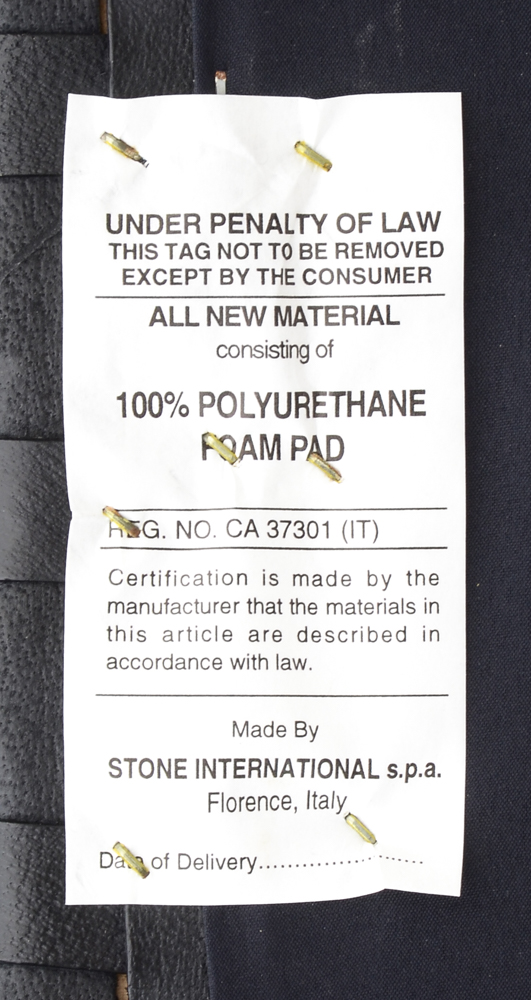 UNDER PENALTY OF LAW
THIS TAG NOT TO BE REMOVED
EXCEPT BY THE CONSUMER
ALL NEW MATERIAL
consisting of
100% POLYURETHANE
FOAM PAD
REG. NO. CA 37301 (IT)
Certification is made by the
manufacturer that the materials in
this article are described in
accordance with law.
Made By
STONE INTERNATIONAL s.p.a.
Florence, Italy
Date of Delivery..............................